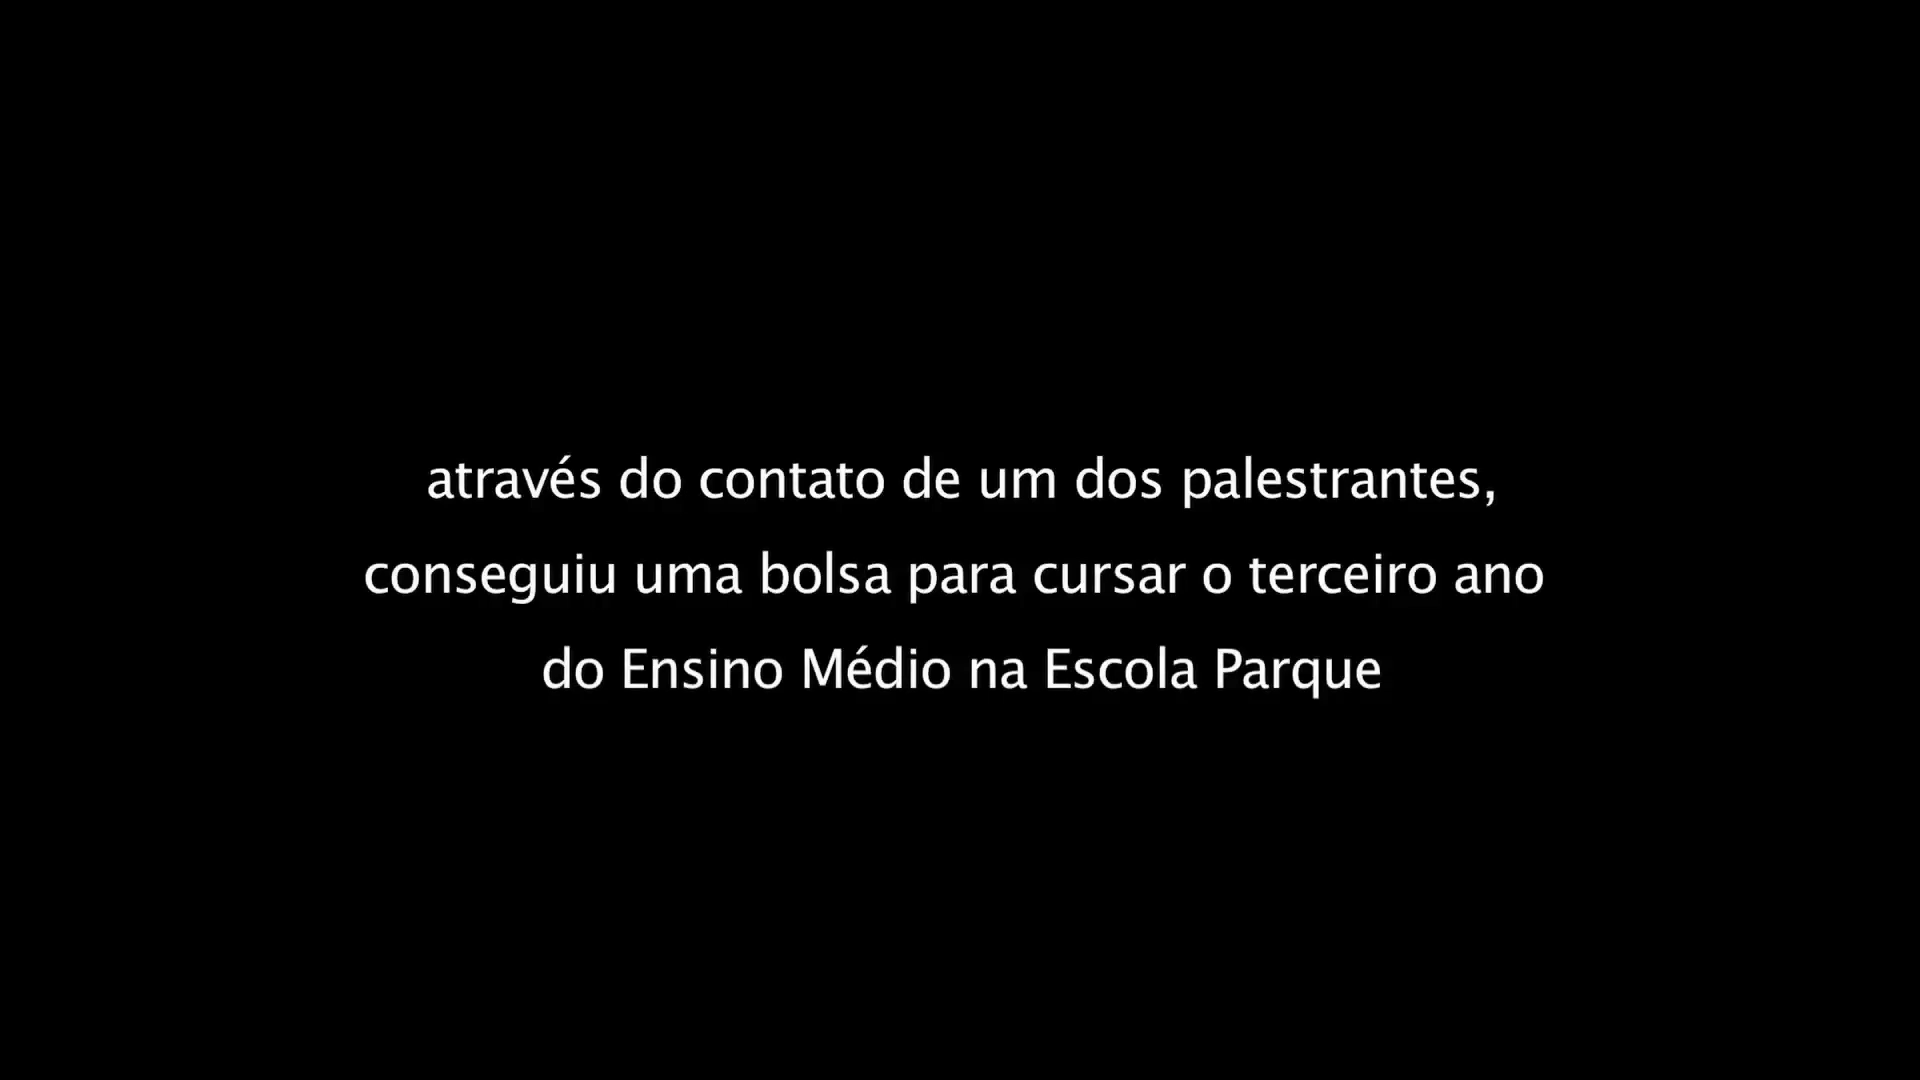 através do contato de um dos palestrantes,
conseguiu uma bolsa para cursar o terceiro ano
do Ensino Médio na Escola Parque